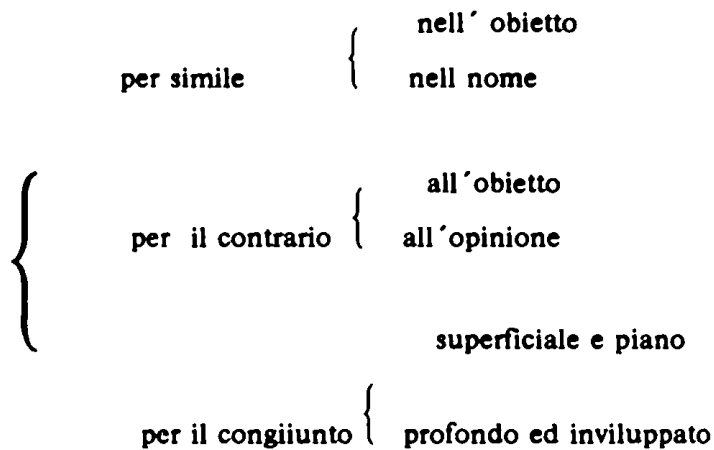 nell´ obietto
per simile nell nome
all´obietto
per il contrario all´opinione
superficiale e piano
per il congiiunto profondo ed inviluppato